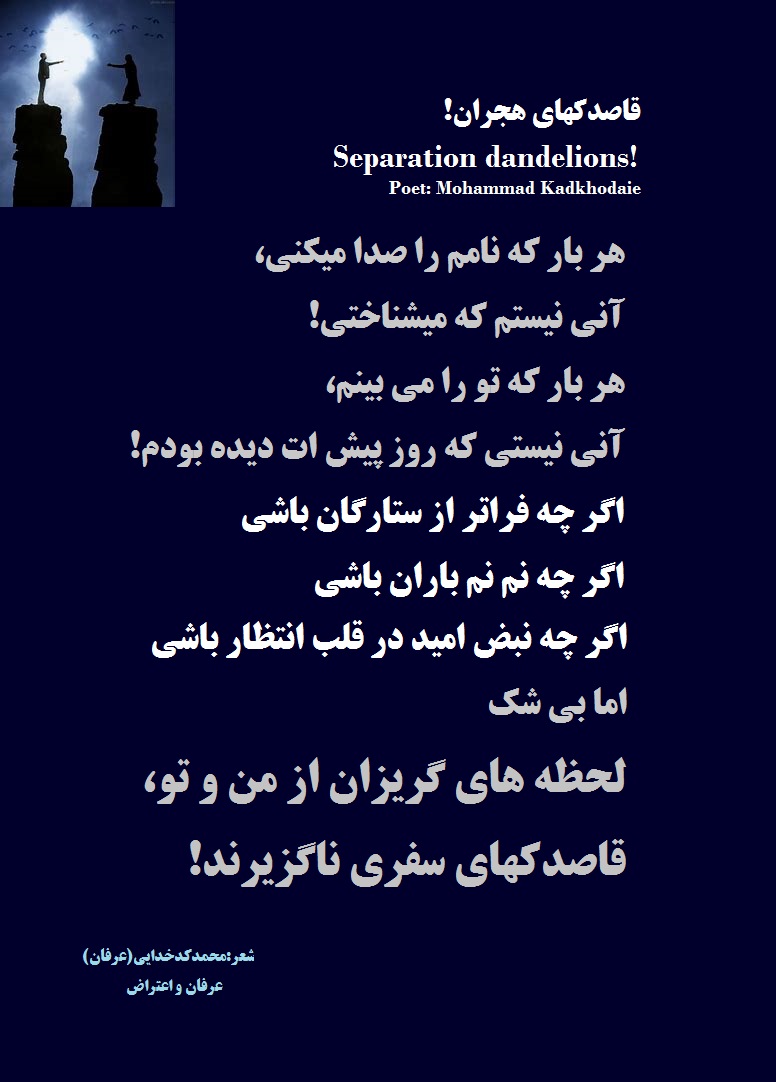 قاصدکهای هجران!
Separation dandelions!
Poet: Mohammad Kadkhodaie
هر بار که نامم را صدا میکنی،
آنی نیستم که میشناختی!
هر بار که تو را می بینم،
آنی نیستی که روز پیش ات دیده بودم!
اگر چه فراتر از ستارگان باشی
اگر چه نم نم باران باشی
اگر چه نبض امید در قلب انتظار باشی
اما بی شک
لحظه های گریزان از من و تو،
قاصدکهای سفری ناگزیرند!
شعر:محمدکدخدایی(عرفان)
عرفان و اعتراض